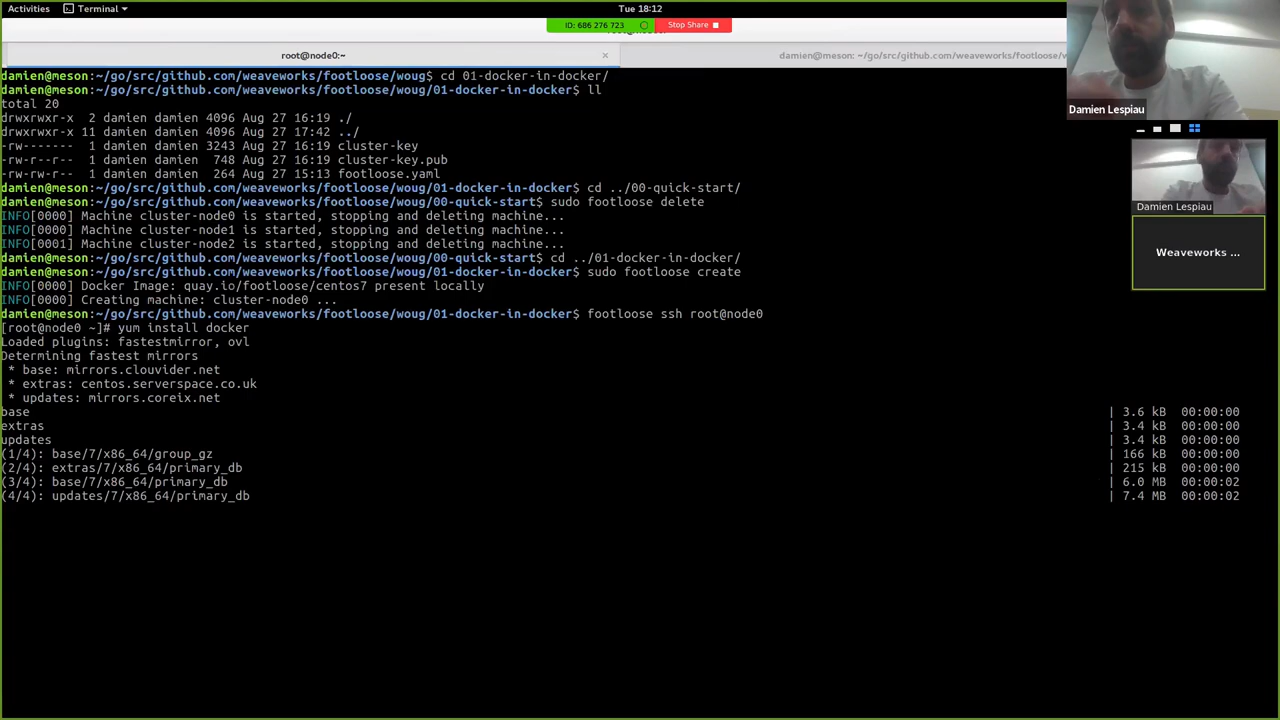 Activities Terminal Tue 18:12
ID: 686 276 723 Stop Share
root@node0:~ × damien@meson: ~/go/src/github.com/weaveworks/footloose/w
damien@meson:~/go/src/github.com/weaveworks/footloose/woug$ cd 01-docker-in-docker/
damien@meson:~/go/src/github.com/weaveworks/footloose/woug/01-docker-in-docker$ ll
total 20
drwxrwxr-x  2 damien damien 4096 Aug 27 16:19 ./
drwxrwxr-x 11 damien damien 4096 Aug 27 17:42 ../
-rw-------  1 damien damien 3243 Aug 27 16:19 cluster-key
-rw-r--r--  1 damien damien  748 Aug 27 16:19 cluster-key.pub
-rw-rw-r--  1 damien damien  264 Aug 27 15:13 footloose.yaml
damien@meson:~/go/src/github.com/weaveworks/footloose/woug/01-docker-in-docker$ cd ../00-quick-start/
damien@meson:~/go/src/github.com/weaveworks/footloose/woug/00-quick-start$ sudo footloose delete
INFO[0000] Machine cluster-node0 is started, stopping and deleting machine...
INFO[0000] Machine cluster-node1 is started, stopping and deleting machine...
INFO[0001] Machine cluster-node2 is started, stopping and deleting machine...
damien@meson:~/go/src/github.com/weaveworks/footloose/woug/00-quick-start$ cd ../01-docker-in-docker/
damien@meson:~/go/src/github.com/weaveworks/footloose/woug/01-docker-in-docker$ sudo footloose create
INFO[0000] Docker Image: quay.io/footloose/centos7 present locally
INFO[0000] Creating machine: cluster-node0 ...
damien@meson:~/go/src/github.com/weaveworks/footloose/woug/01-docker-in-docker$ footloose ssh root@node0
[root@node0 ~]# yum install docker
Loaded plugins: fastestmirror, ovl
Determining fastest mirrors
 * base: mirrors.clouvider.net
 * extras: centos.serverspace.co.uk
 * updates: mirrors.coreix.net
base | 3.6 kB 00:00:00
extras | 3.4 kB 00:00:00
updates | 3.4 kB 00:00:00
(1/4): base/7/x86_64/group_gz | 166 kB 00:00:00
(2/4): extras/7/x86_64/primary_db | 215 kB 00:00:00
(3/4): base/7/x86_64/primary_db | 6.0 MB 00:00:02
(4/4): updates/7/x86_64/primary_db | 7.4 MB 00:00:02
Damien Lespiau
Damien Lespiau
Weaveworks ...